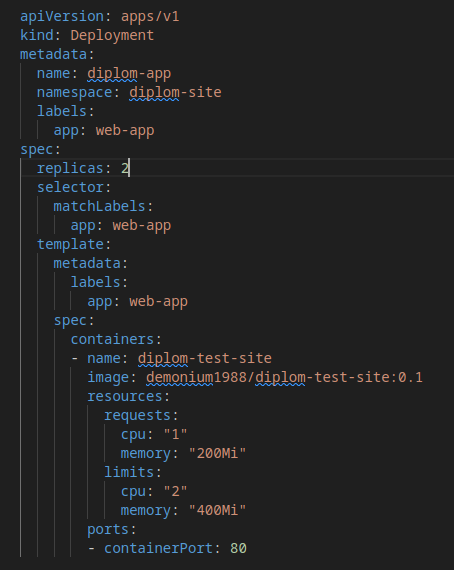 apiVersion: apps/v1
kind: Deployment
metadata:
  name: diplom-app
  namespace: diplom-site
  labels:
    app: web-app
spec:
  replicas: 2
  selector:
    matchLabels:
      app: web-app
  template:
    metadata:
      labels:
        app: web-app
    spec:
      containers:
      - name: diplom-test-site
        image: demonium1988/diplom-test-site:0.1
        resources:
          requests:
            cpu: "1"
            memory: "200Mi"
          limits:
            cpu: "2"
            memory: "400Mi"
        ports:
        - containerPort: 80